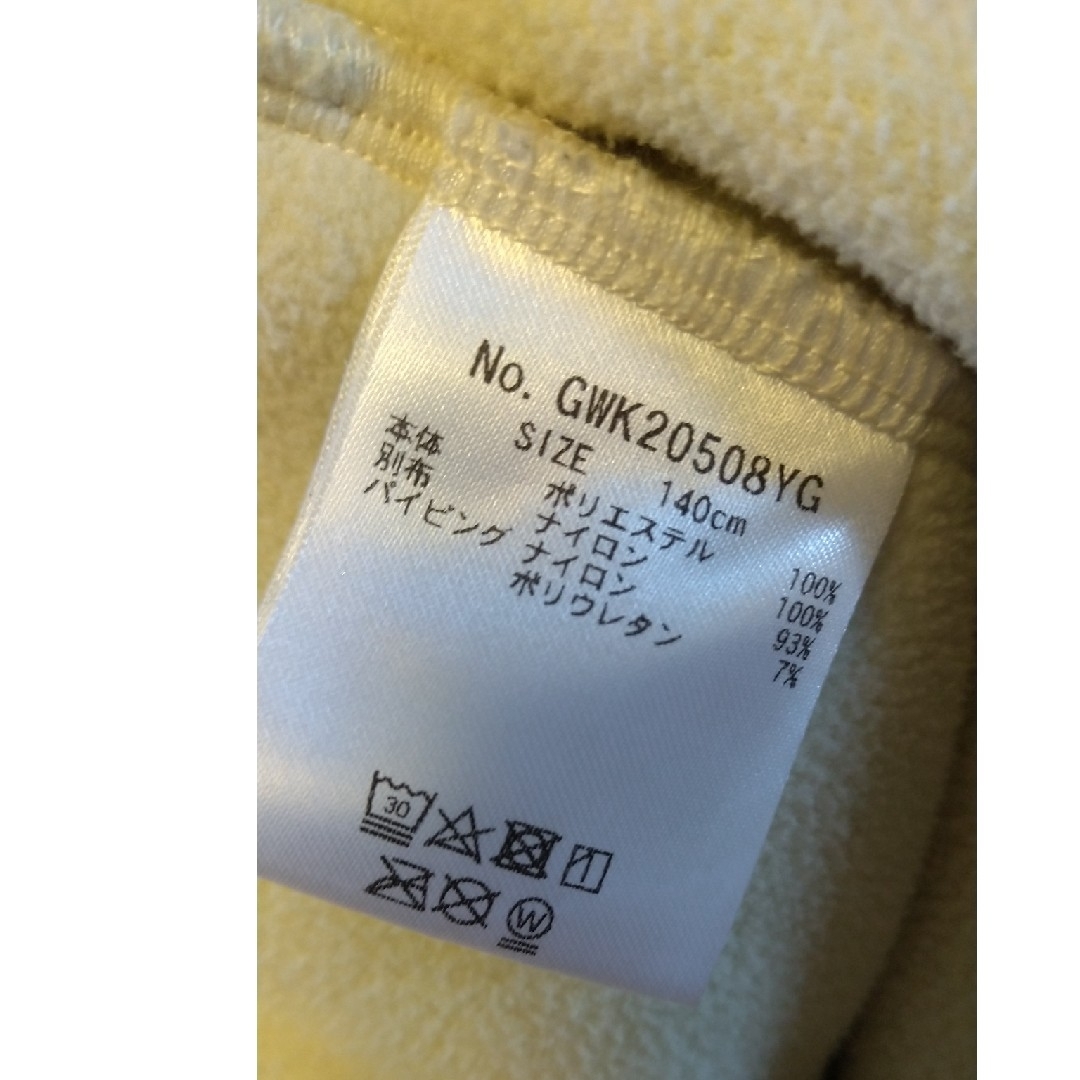 No. GWK20508YG
SIZE 140cm
本体 ポリエステル 100%
別布 ナイロン 100%
パイピング ナイロン 93%
ポリウレタン 7%
30
W